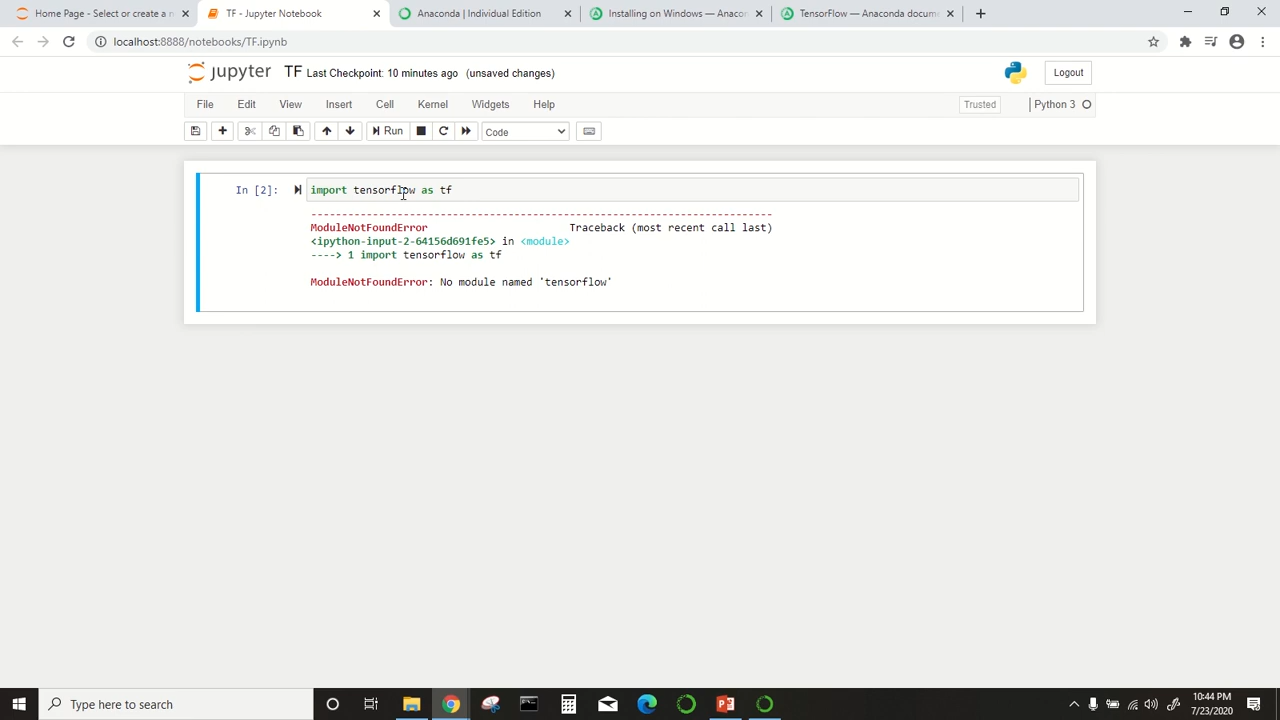 Home Page - Select or create a n
TF - Jupyter Notebook
Anaconda | Individual Edition
Installing on Windows — Anacon
TensorFlow — Anaconda docume
localhost:8888/notebooks/TF.ipynb
jupyter TF Last Checkpoint: 10 minutes ago (unsaved changes)
Logout
File Edit View Insert Cell Kernel Widgets Help
Trusted
Python 3
Run
Code
In [2]: import tensorflow as tf
---------------------------------------------------------------------------
ModuleNotFoundError Traceback (most recent call last)
<ipython-input-2-64156d691fe5> in <module>
----> 1 import tensorflow as tf
ModuleNotFoundError: No module named 'tensorflow'
Type here to search
10:44 PM
7/23/2020